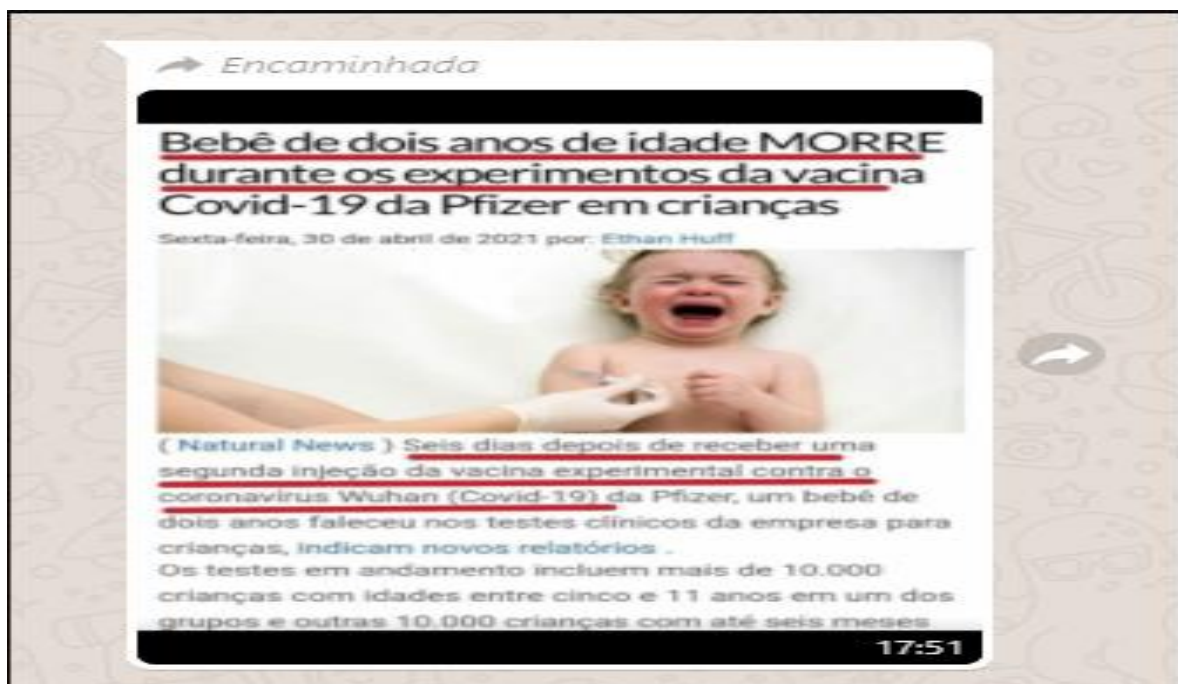 Encaminhada
Bebê de dois anos de idade MORRE
durante os experimentos da vacina
Covid-19 da Pfizer em crianças
Sexta-feira, 30 de abril de 2021 por: Ethan Huff
( Natural News ) Seis dias depois de receber uma
segunda injeção da vacina experimental contra o
coronavírus Wuhan (Covid-19) da Pfizer, um bebê de
dois anos faleceu nos testes clínicos da empresa para
crianças, indicam novos relatórios .
Os testes em andamento incluem mais de 10.000
crianças com idades entre cinco e 11 anos em um dos
grupos e outras 10.000 crianças com até seis meses
17:51